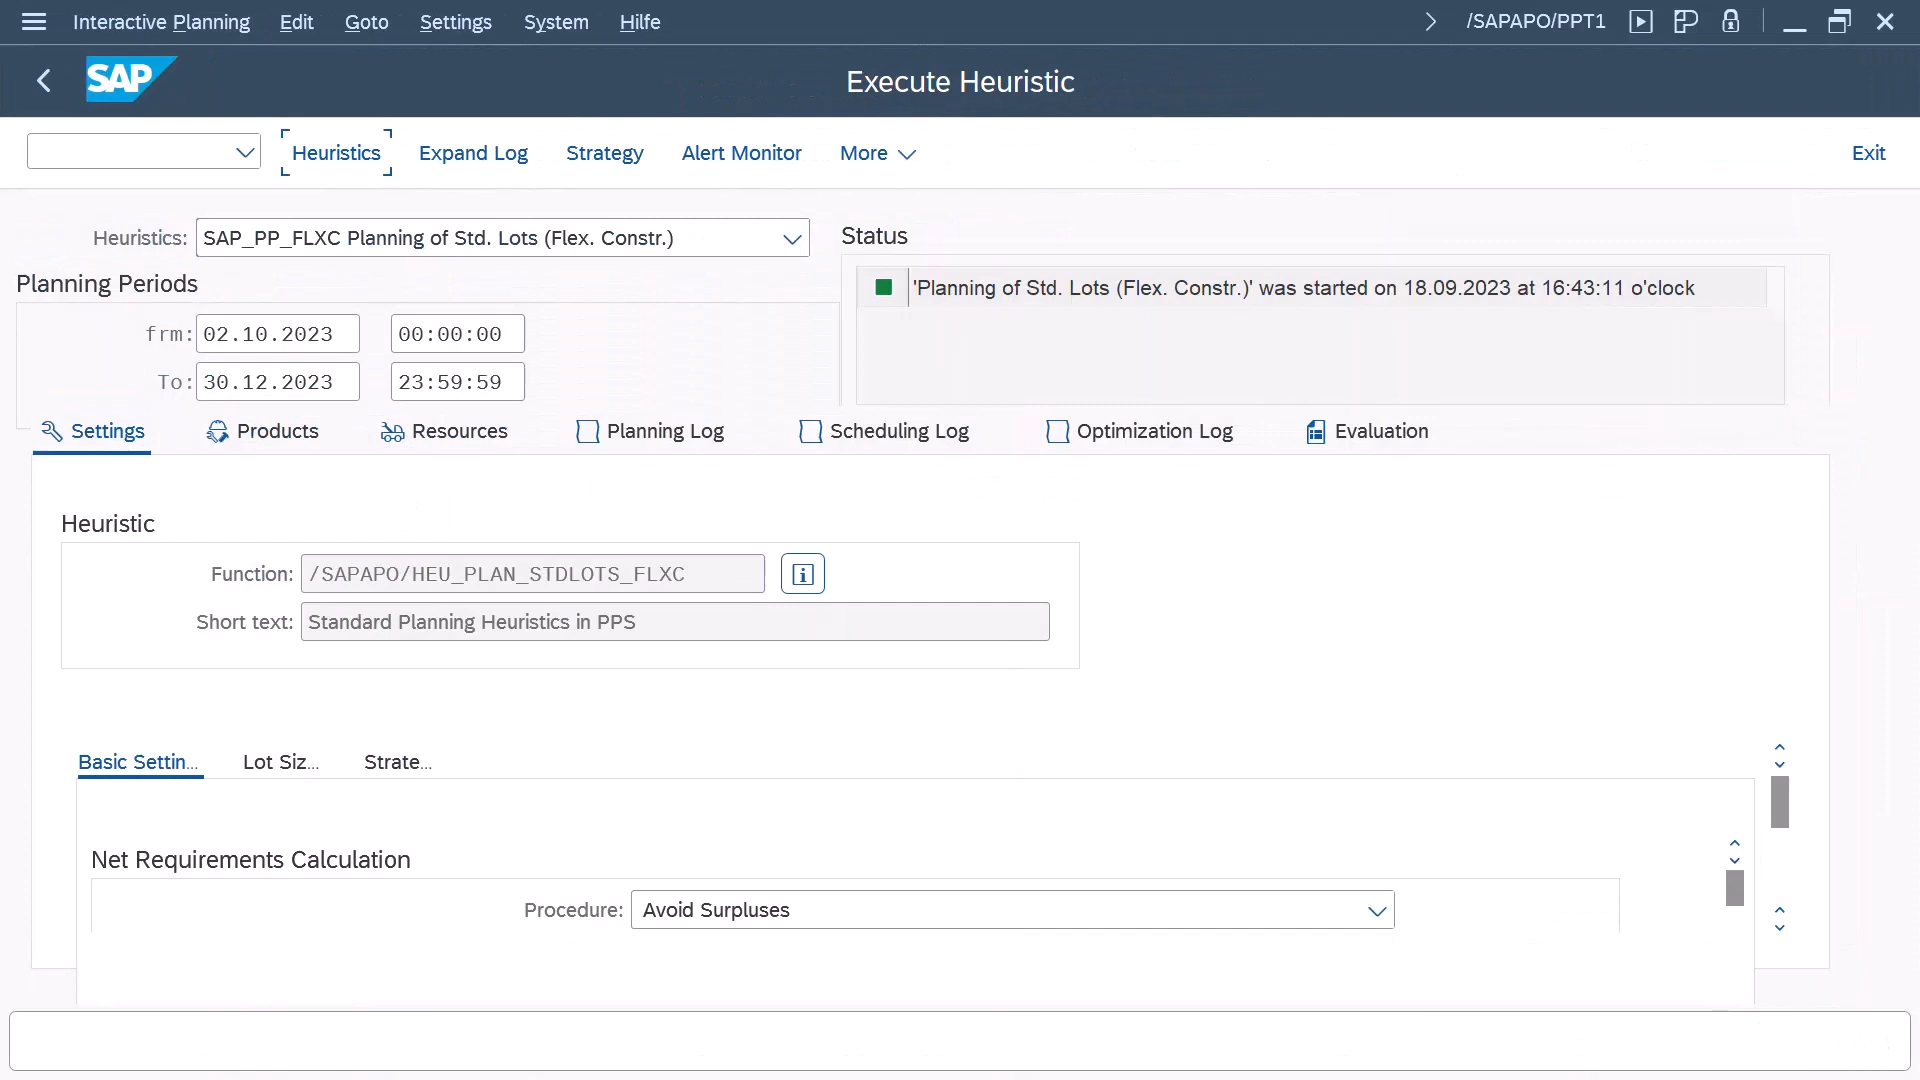 Interactive Planning Edit Goto Settings System Hilfe /SAPAPO/PPT1
SAP Execute Heuristic
Heuristics Expand Log Strategy Alert Monitor More Exit
Heuristics: SAP_PP_FLXC Planning of Std. Lots (Flex. Constr.)
Status
Planning Periods
'Planning of Std. Lots (Flex. Constr.)' was started on 18.09.2023 at 16:43:11 o'clock
frm: 02.10.2023 00:00:00
To: 30.12.2023 23:59:59
Settings Products Resources Planning Log Scheduling Log Optimization Log Evaluation
Heuristic
Function: /SAPAPO/HEU_PLAN_STDLOTS_FLXC
Short text: Standard Planning Heuristics in PPS
Basic Settin... Lot Siz... Strate...
Net Requirements Calculation
Procedure: Avoid Surpluses